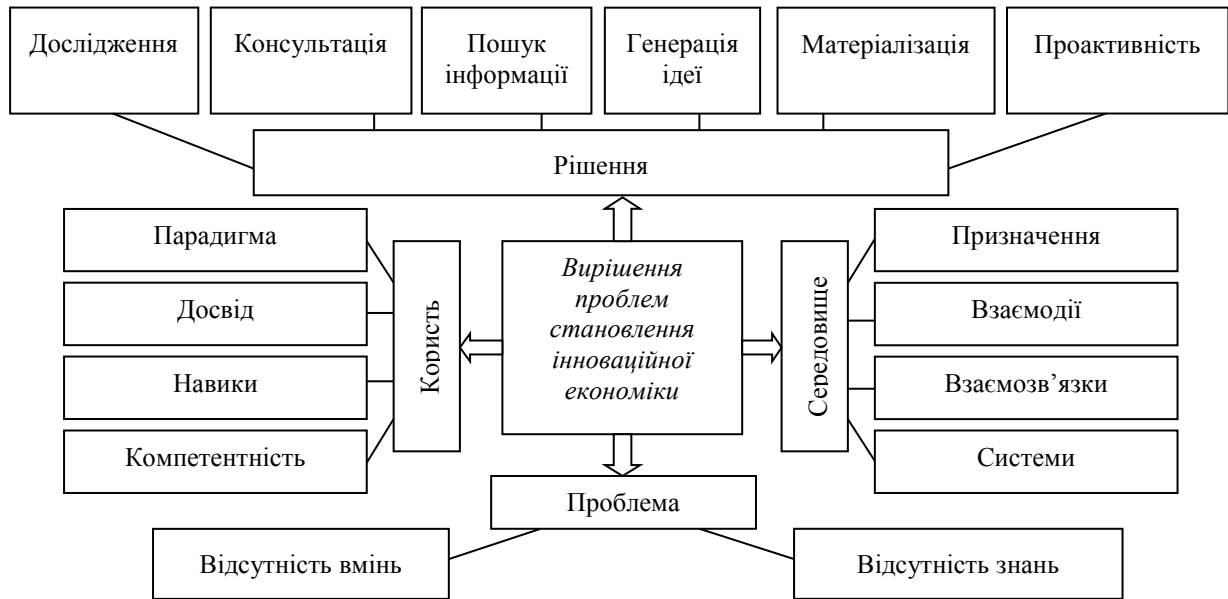 Дослідження
Консультація
Пошук
інформації
Генерація
ідеї
Матеріалізація
Проактивність
Рішення
Парадигма
Досвід
Навики
Компетентність
Користь
Вирішення
проблем
становлення
інноваційної
економіки
Середовище
Призначення
Взаємодії
Взаємозв’язки
Системи
Проблема
Відсутність вмінь
Відсутність знань